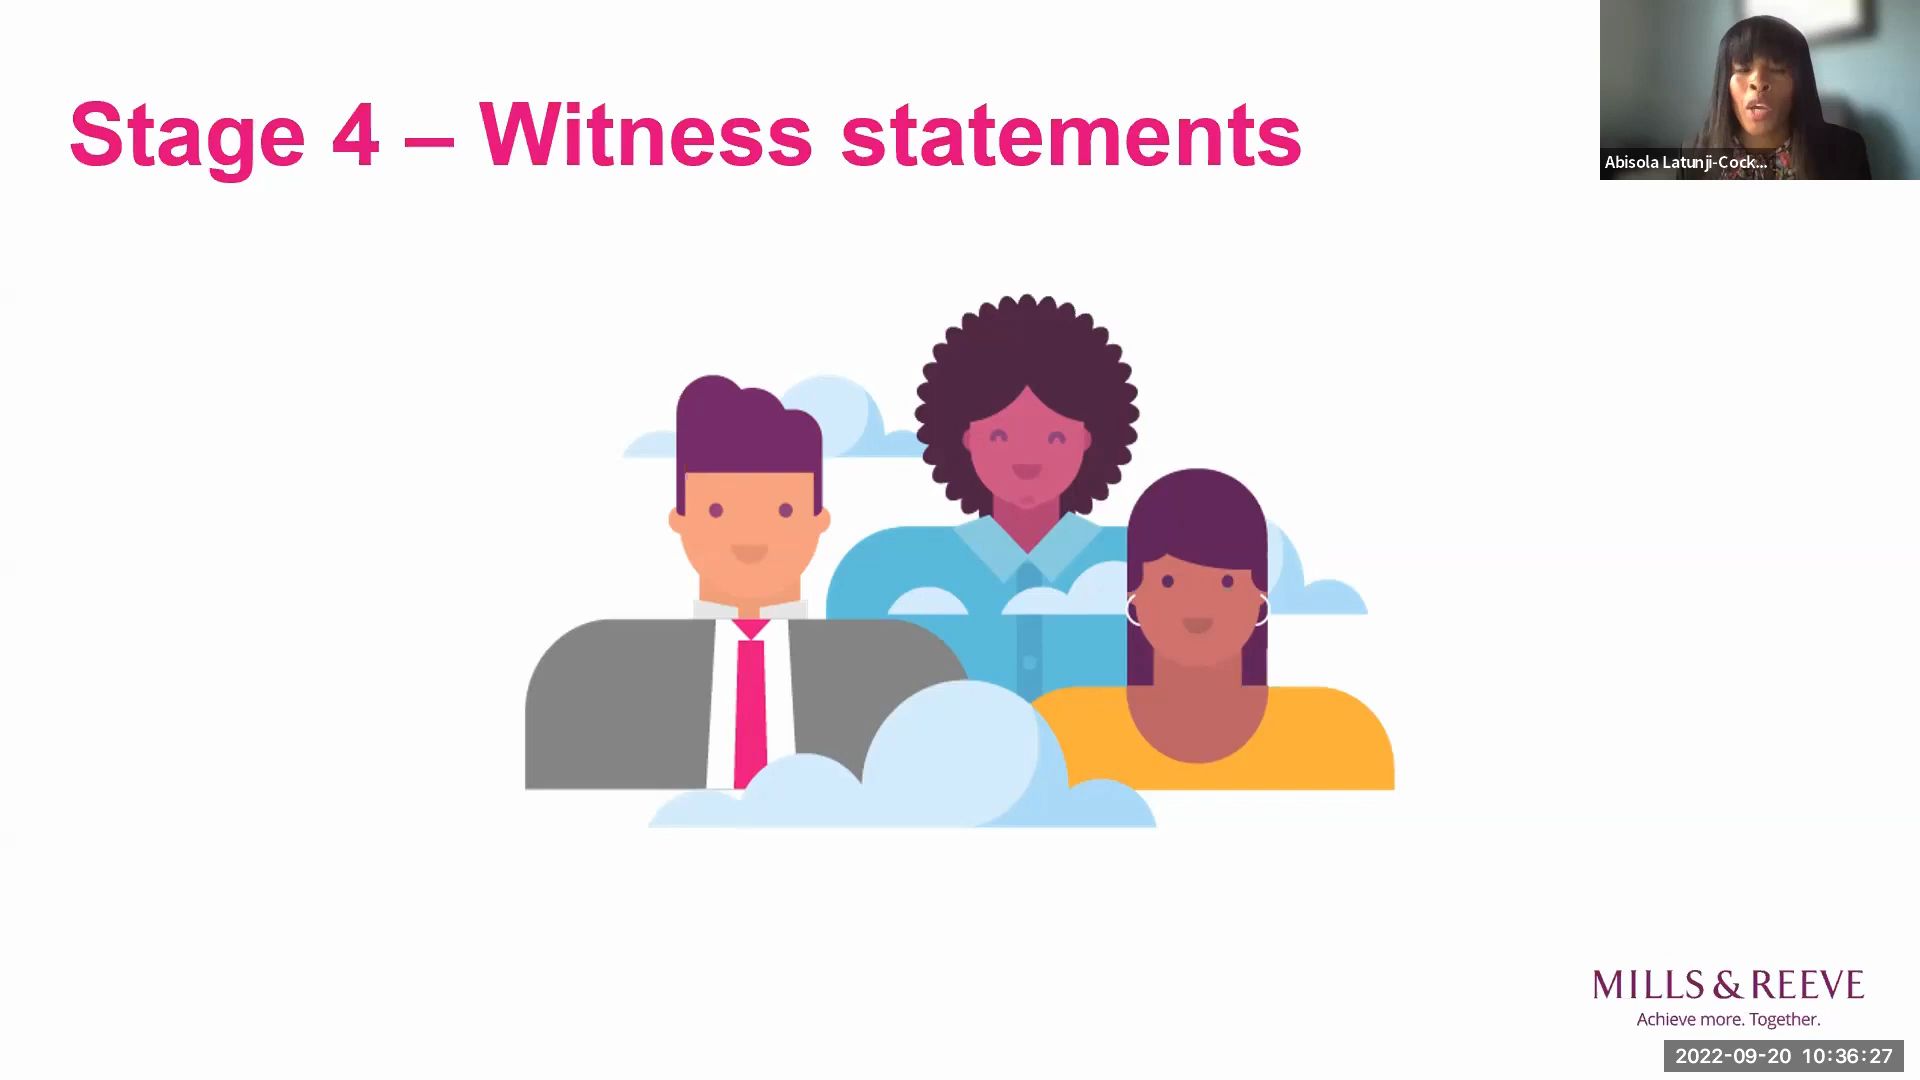 Stage 4 – Witness statements
Abisola Latunji-Cock...
MILLS & REEVE
Achieve more. Together.
2022-09-20 10:36:27